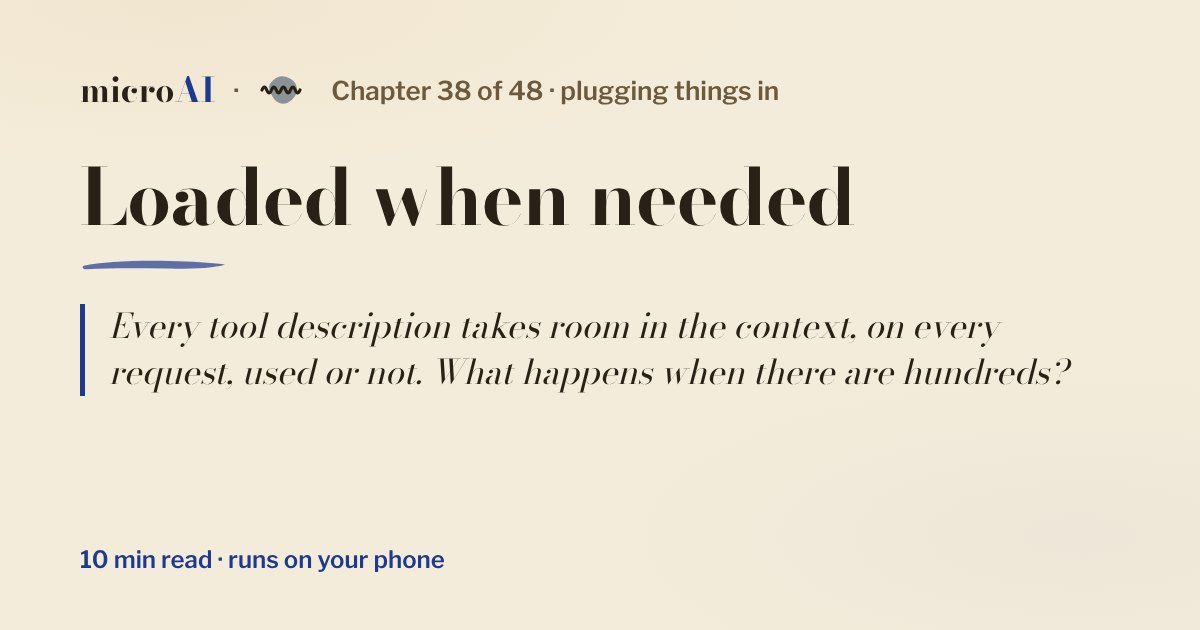 microAI · Chapter 38 of 48 · plugging things in
Loaded when needed
Every tool description takes room in the context, on every
request, used or not. What happens when there are hundreds?
10 min read · runs on your phone